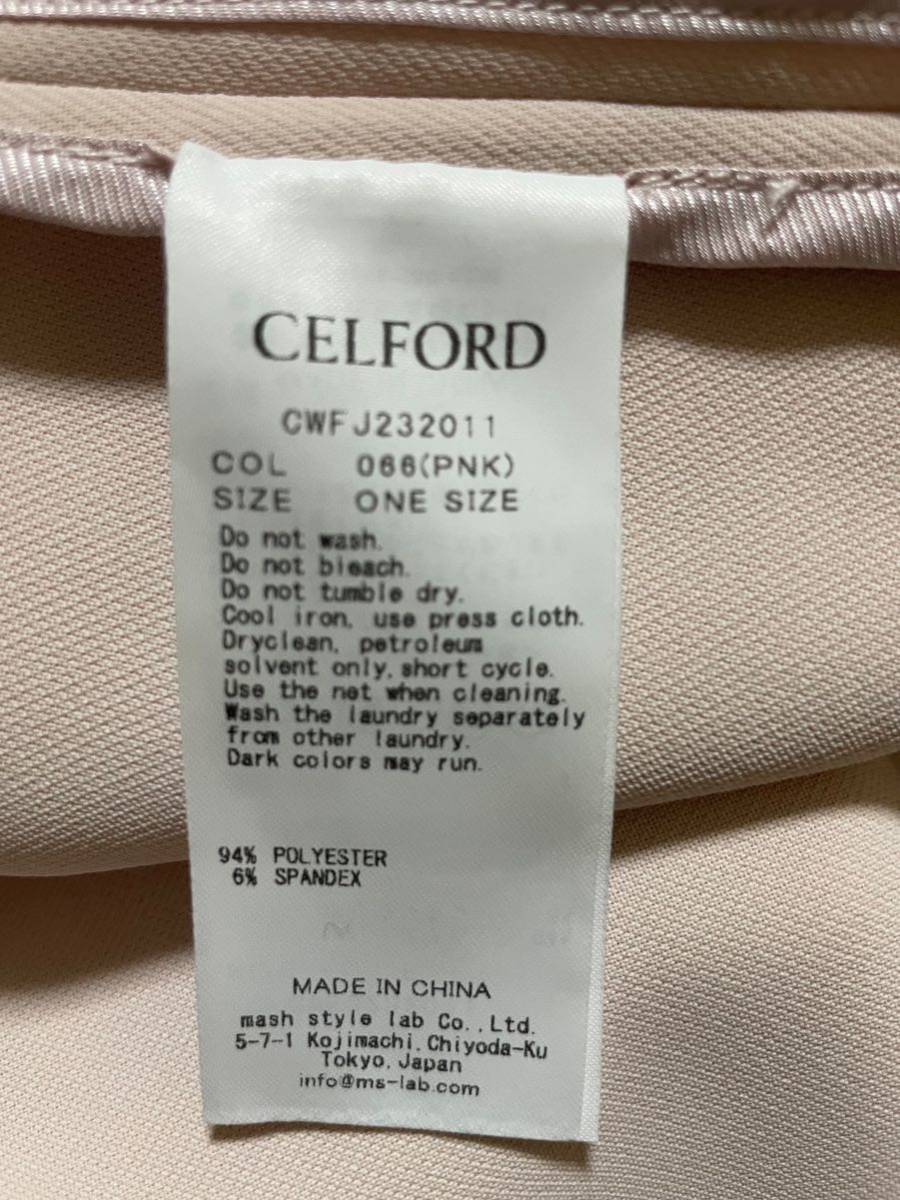 CELFORD
CWFJ232011
COL 066(PNK)
SIZE ONE SIZE
Do not wash.
Do not bleach.
Do not tumble dry.
Cool iron, use press cloth.
Dryclean, petroleum
solvent only, short cycle.
Use the net when cleaning.
Wash the laundry separately
from other laundry.
Dark colors may run.
94% POLYESTER
6% SPANDEX
MADE IN CHINA
mash style lab Co.,Ltd.
5-7-1 Kojimachi,Chiyoda-Ku
Tokyo,Japan
info@ms-lab.com